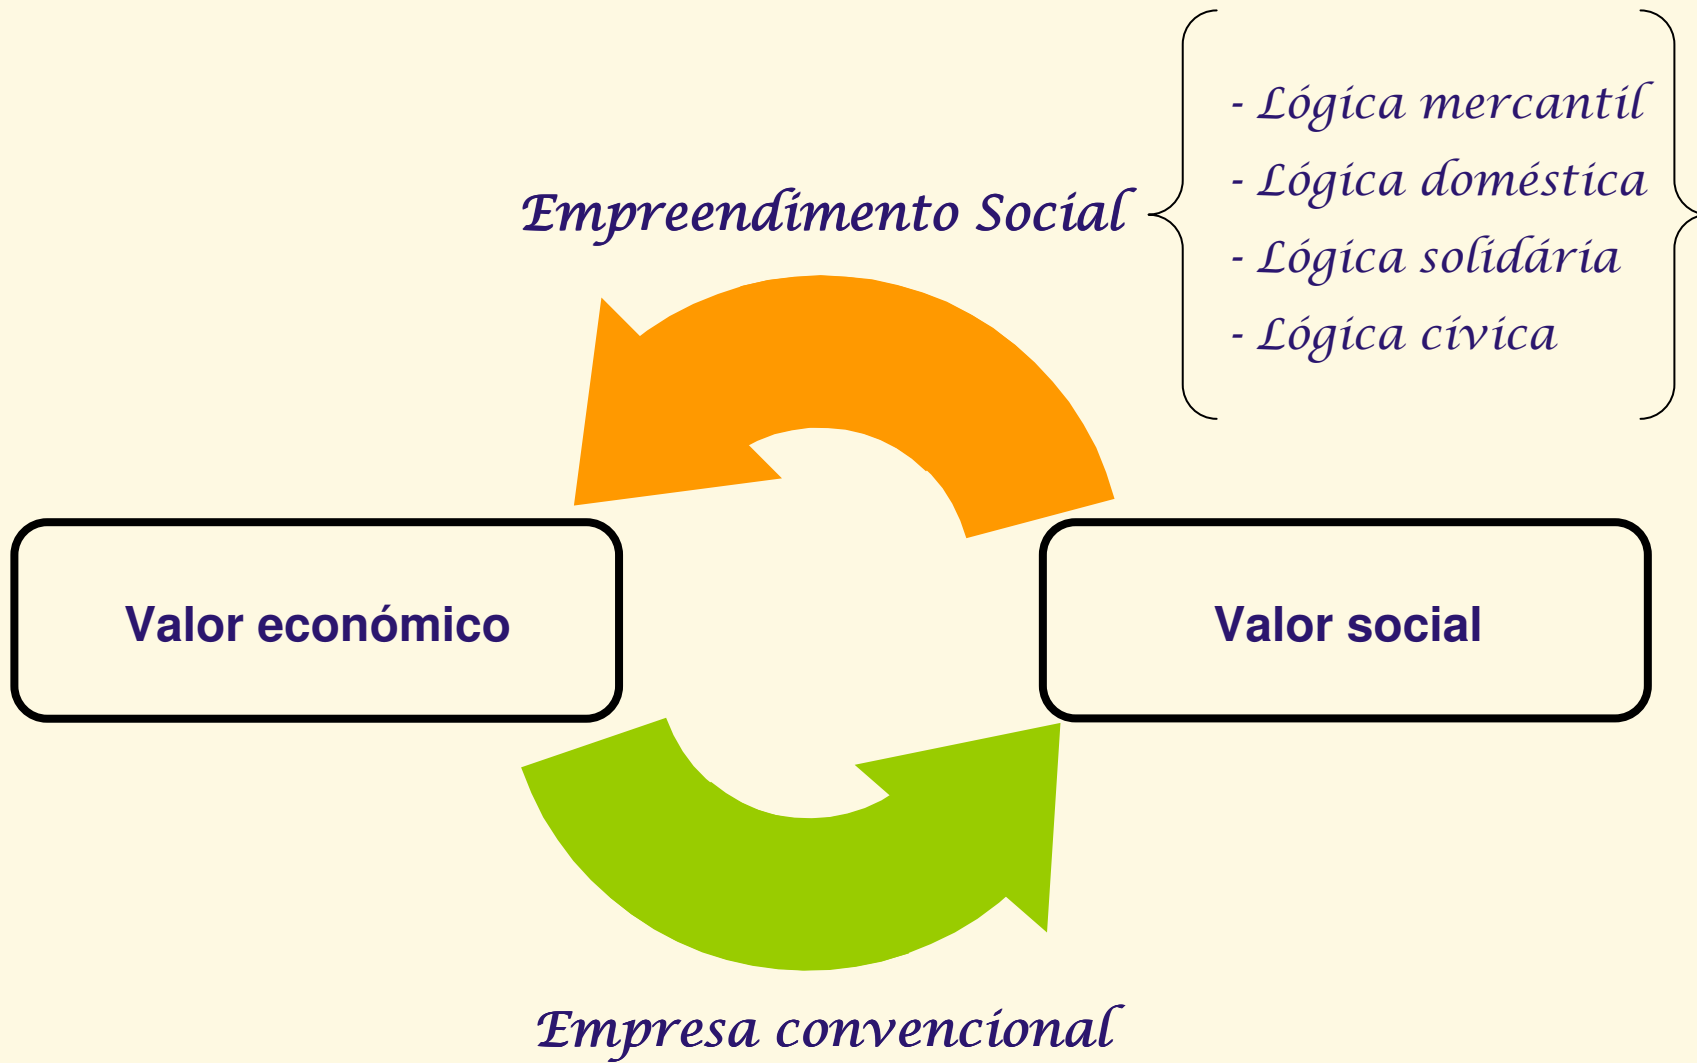 - Lógica mercantil
- Lógica doméstica
Empreendimento Social
- Lógica solidária
- Lógica cívica
Valor económico
Valor social
Empresa convencional